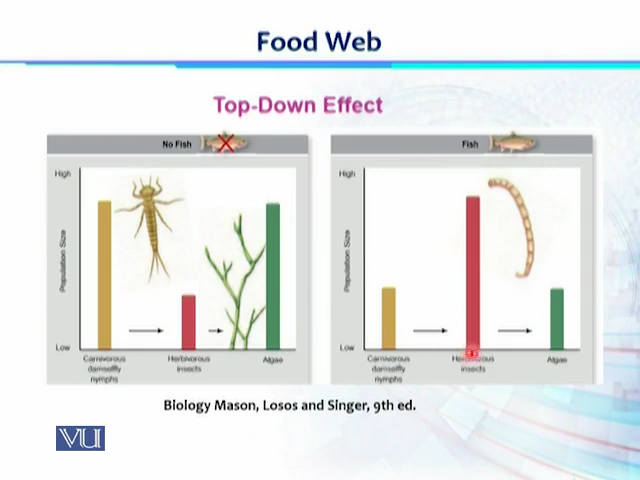 Food Web
Top-Down Effect
No Fish
High
Population Size
Low
Carnivorous
damselfly
nymphs
Herbivorous
insects
Algae
Fish
High
Population Size
Low
Carnivorous
damselfly
nymphs
insects
Algae
Biology Mason, Losos and Singer, 9th ed.
VU